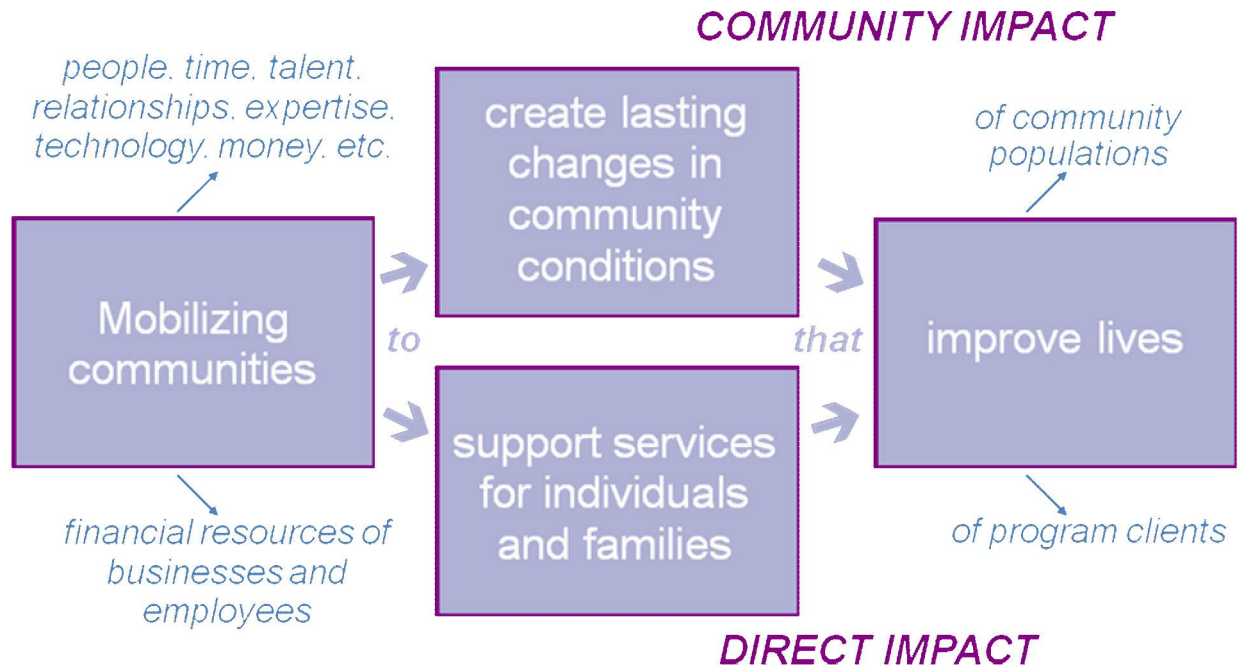 COMMUNITY IMPACT
people, time, talent,
relationships, expertise,
technology, money, etc.
create lasting
changes in
community
conditions
of community
populations
Mobilizing
communities
to
that
improve lives
support services
for individuals
and families
financial resources of
businesses and
employees
of program clients
DIRECT IMPACT